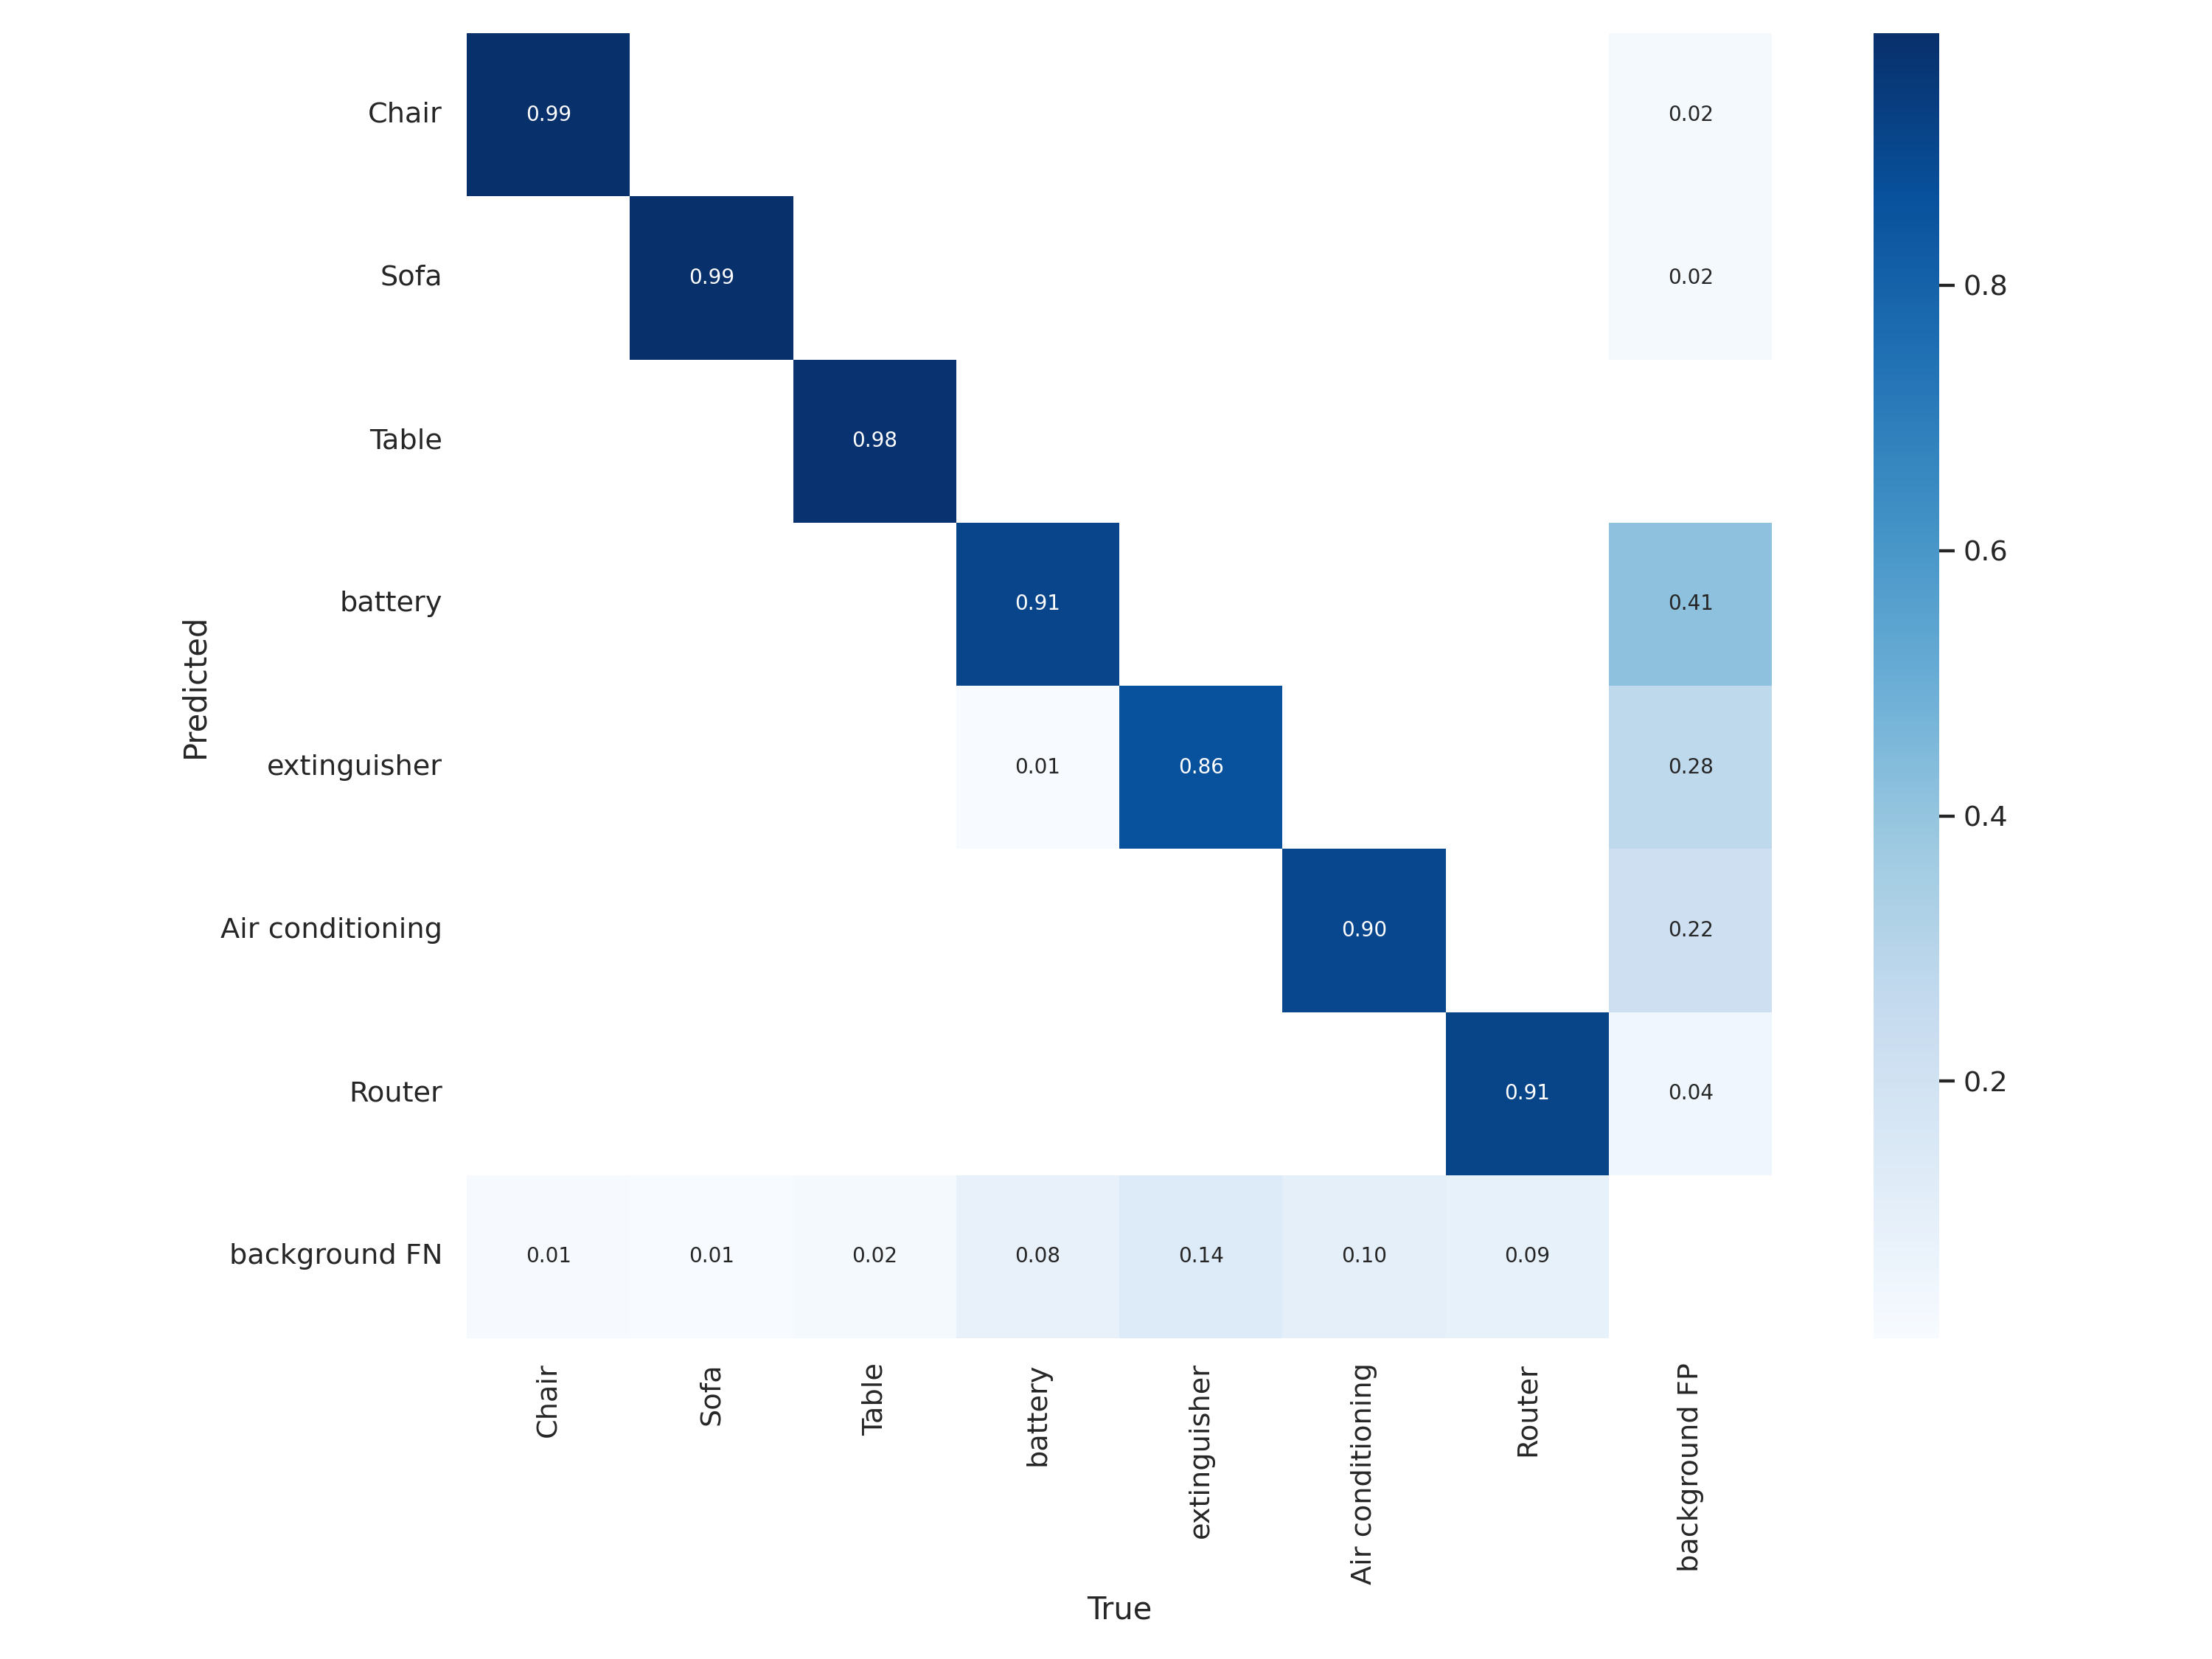 Chair 0.99 0.02
Sofa 0.99 0.02 0.8
Table 0.98
battery 0.91 0.41 0.6
Predicted
extinguisher 0.01 0.86 0.28 0.4
Air conditioning 0.90 0.22
Router 0.91 0.04 0.2
background FN 0.01 0.01 0.02 0.08 0.14 0.10 0.09
Chair Sofa Table battery extinguisher Air conditioning Router background FP
True